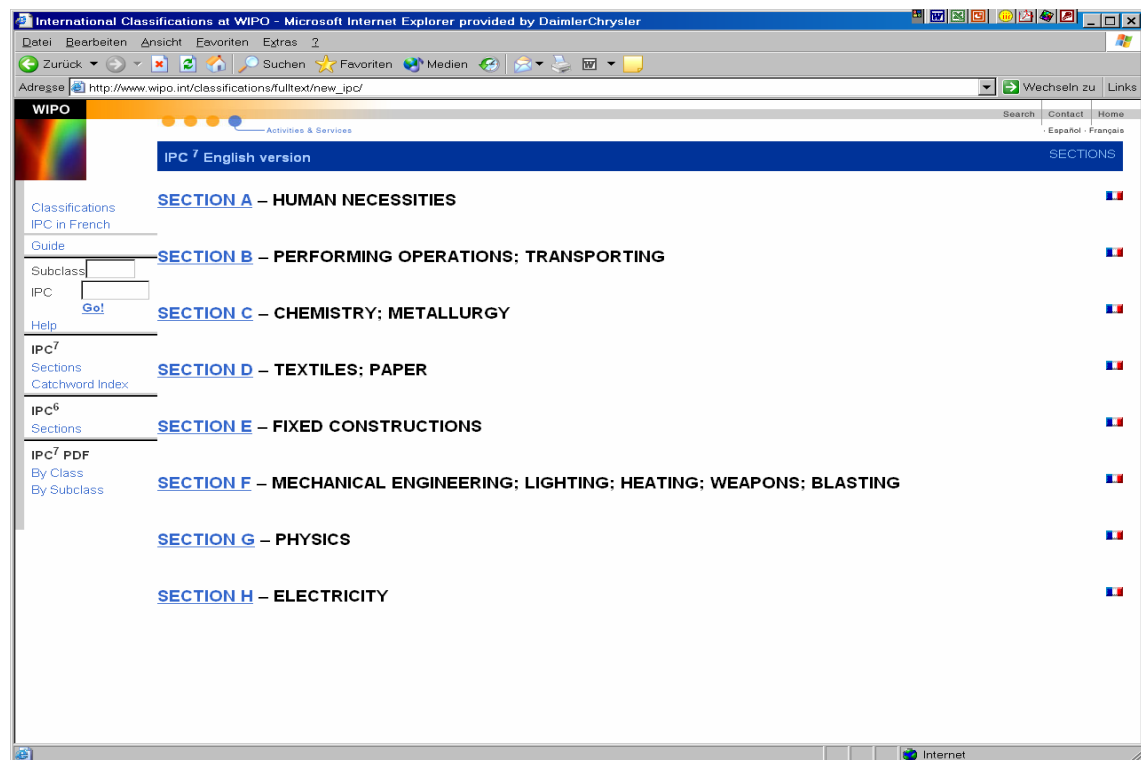 International Classifications at WIPO - Microsoft Internet Explorer provided by DaimlerChrysler
Datei Bearbeiten Ansicht Favoriten Extras ?
Zurück Suchen Favoriten Medien
Adresse http://www.wipo.int/classifications/fulltext/new_ipc/ Wechseln zu Links
WIPO
Search Contact Home
Activities & Services
· Español · Français
IPC 7 English version SECTIONS
Classifications
IPC in French
Guide
Subclass
IPC
Go!
Help
IPC7
Sections
Catchword Index
IPC6
Sections
IPC7 PDF
By Class
By Subclass
SECTION A – HUMAN NECESSITIES
SECTION B – PERFORMING OPERATIONS; TRANSPORTING
SECTION C – CHEMISTRY; METALLURGY
SECTION D – TEXTILES; PAPER
SECTION E – FIXED CONSTRUCTIONS
SECTION F – MECHANICAL ENGINEERING; LIGHTING; HEATING; WEAPONS; BLASTING
SECTION G – PHYSICS
SECTION H – ELECTRICITY
Internet